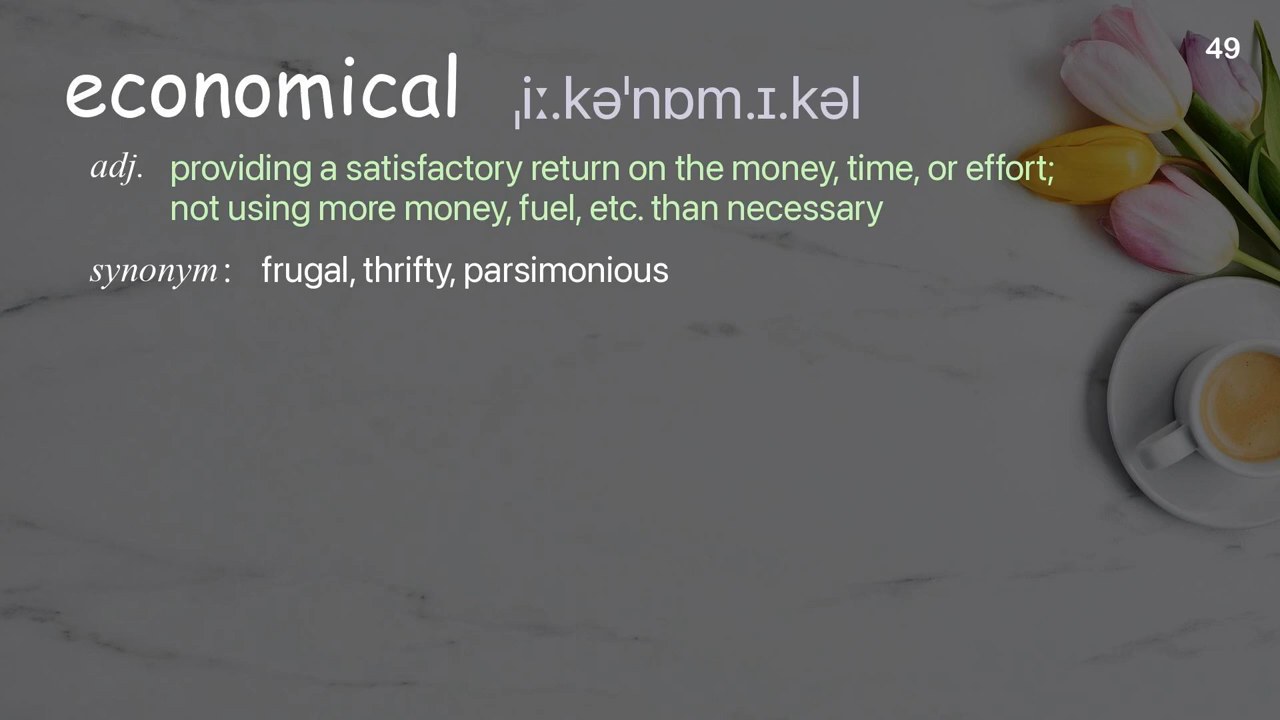 49
economical ˌiː.kəˈnɒm.ɪ.kəl
adj. providing a satisfactory return on the money, time, or effort;
not using more money, fuel, etc. than necessary
synonym : frugal, thrifty, parsimonious